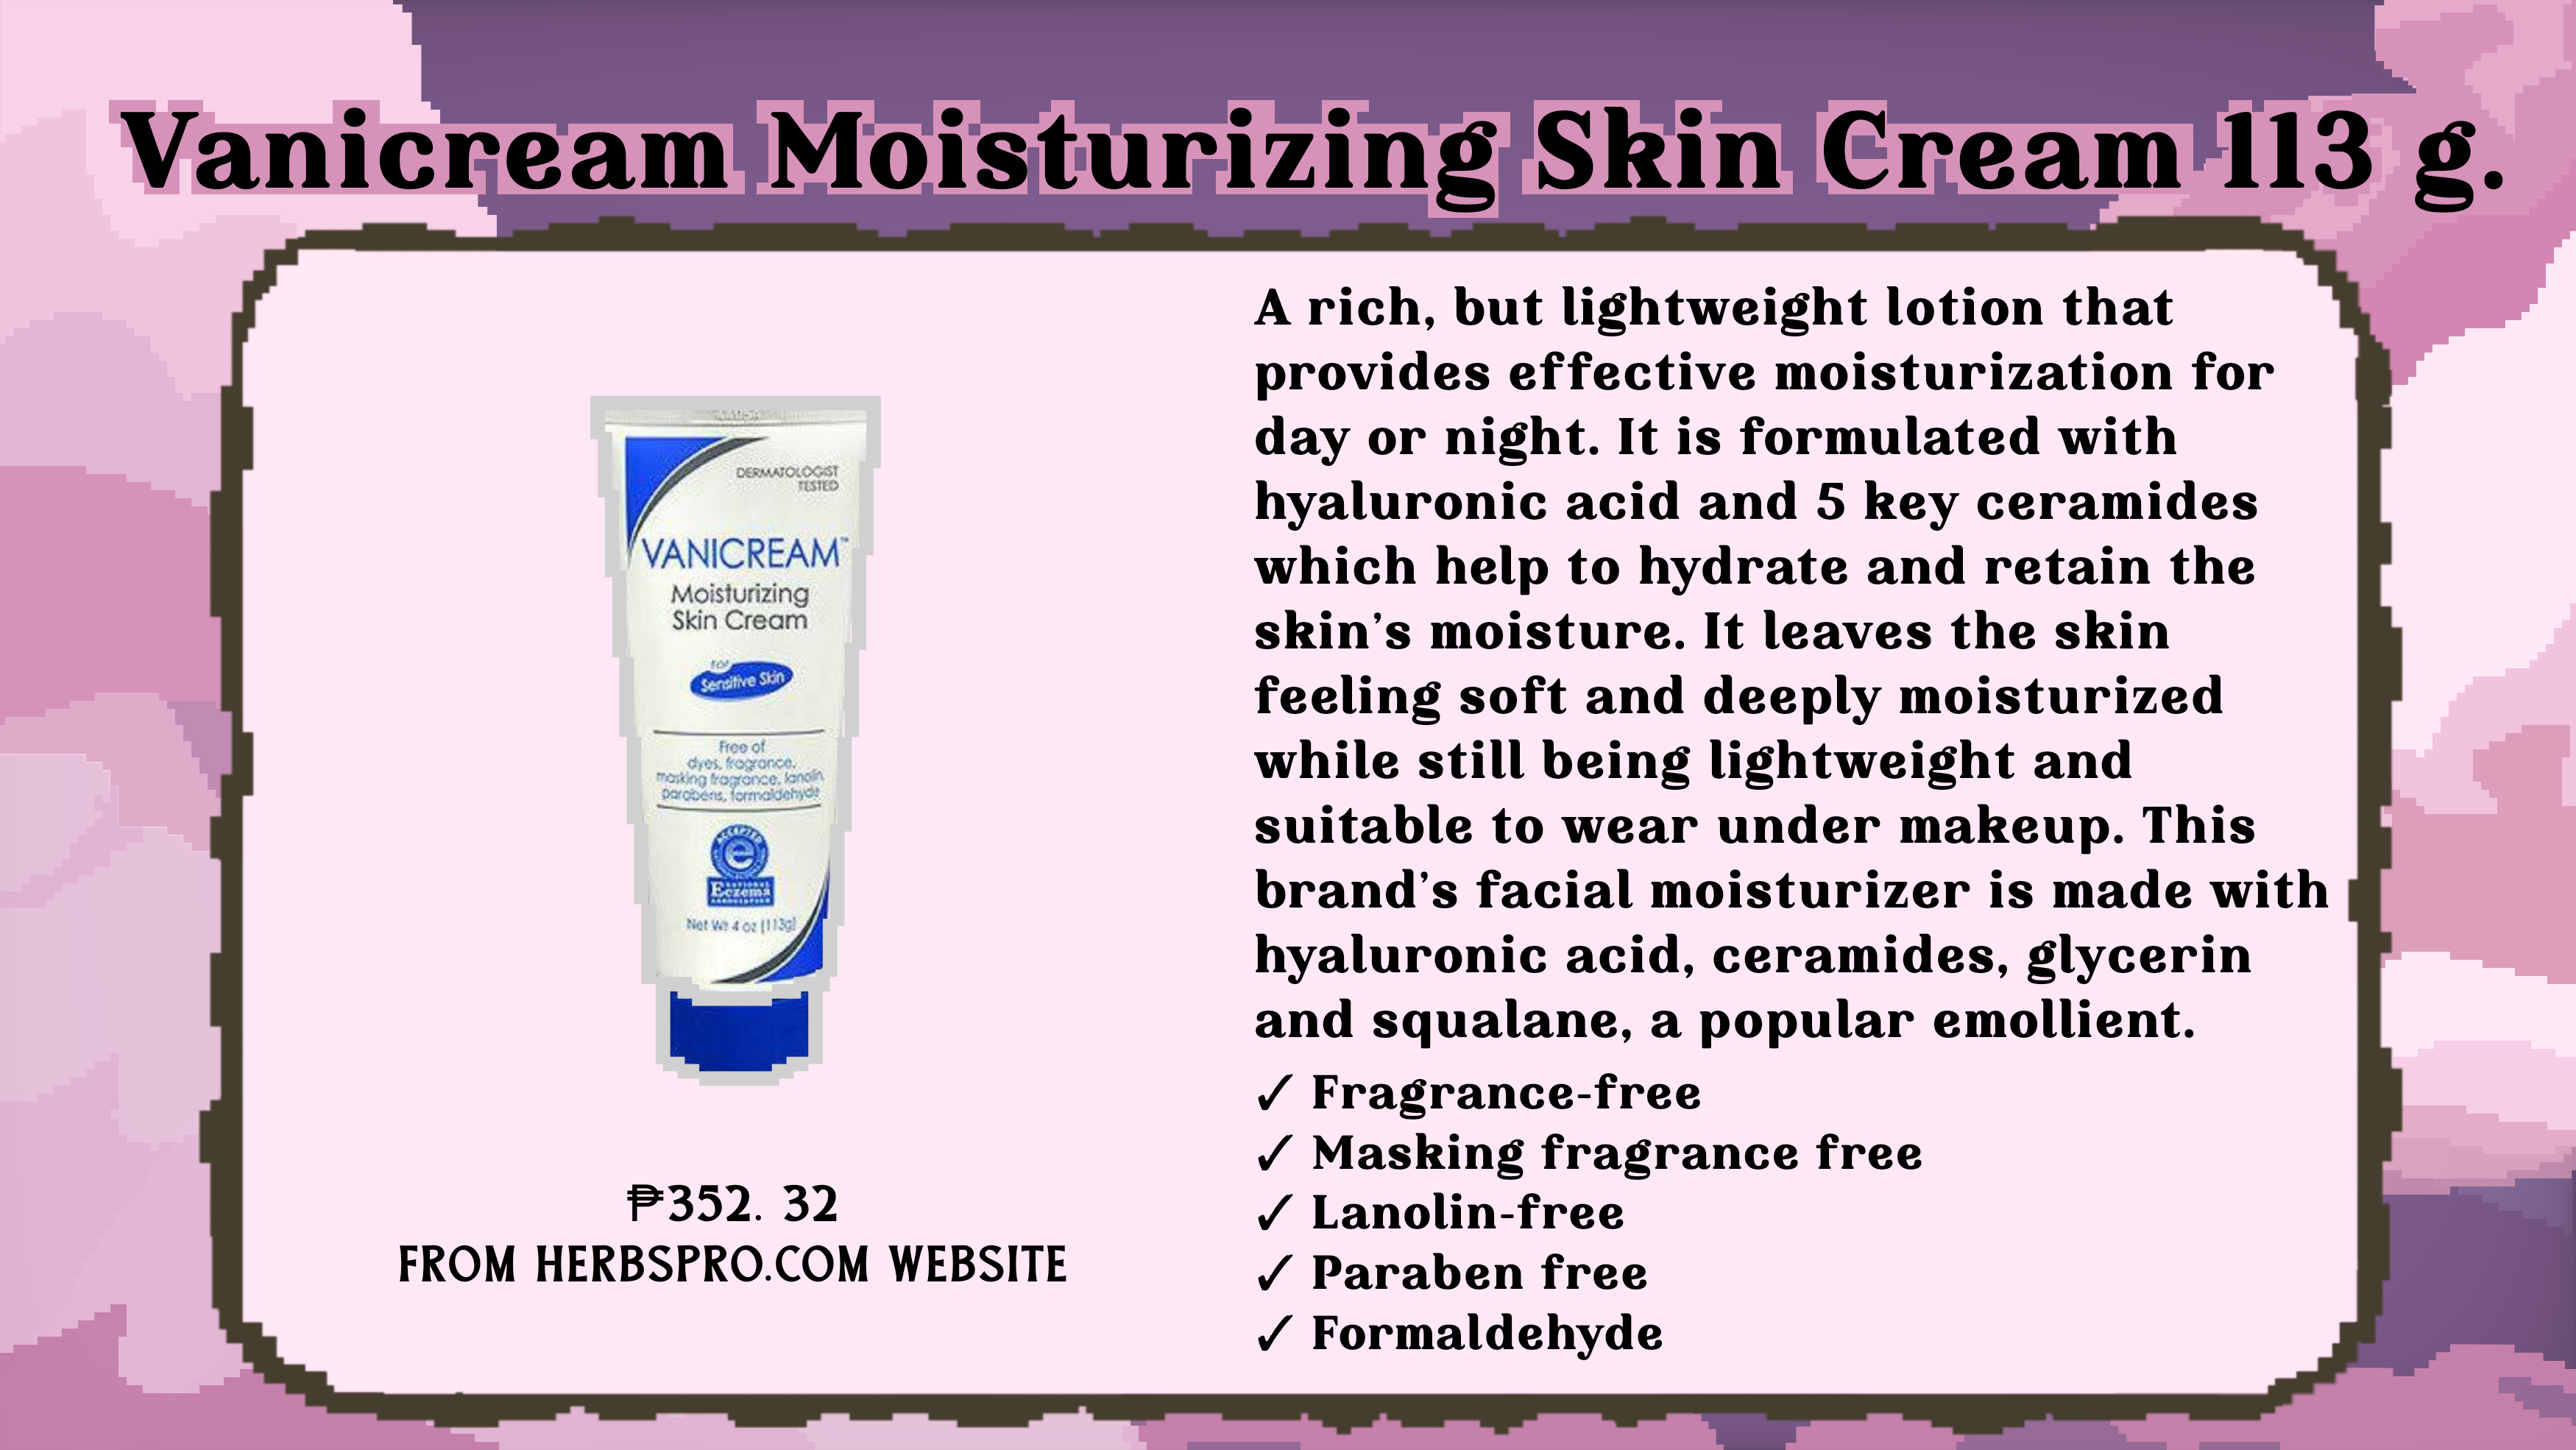 Vanicream Moisturizing Skin Cream 113 g.
DERMATOLOGIST
TESTED
VANICREAM™
Moisturizing
Skin Cream
for
Sensitive Skin
Free of
dyes, fragrance,
masking fragrance, lanolin,
parabens, formaldehyde
ACCEPTED
e
NATIONAL
Eczema
ASSOCIATION
Net Wt 4 oz (113g)
₱352. 32
FROM HERBSPRO.COM WEBSITE
A rich, but lightweight lotion that
provides effective moisturization for
day or night. It is formulated with
hyaluronic acid and 5 key ceramides
which help to hydrate and retain the
skin's moisture. It leaves the skin
feeling soft and deeply moisturized
while still being lightweight and
suitable to wear under makeup. This
brand's facial moisturizer is made with
hyaluronic acid, ceramides, glycerin
and squalane, a popular emollient.
✓ Fragrance-free
✓ Masking fragrance free
✓ Lanolin-free
✓ Paraben free
✓ Formaldehyde